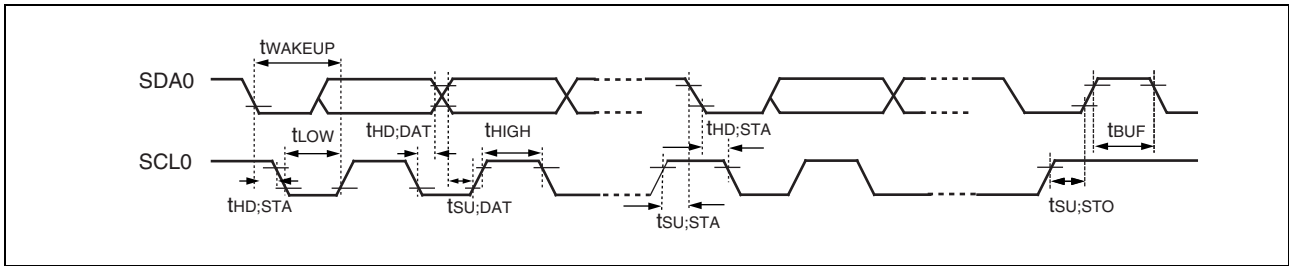 tWAKEUP
SDA0
tLOW
tHD;DAT
tHIGH
tHD;STA
tBUF
SCL0
tHD;STA
tSU;DAT
tSU;STA
tSU;STO